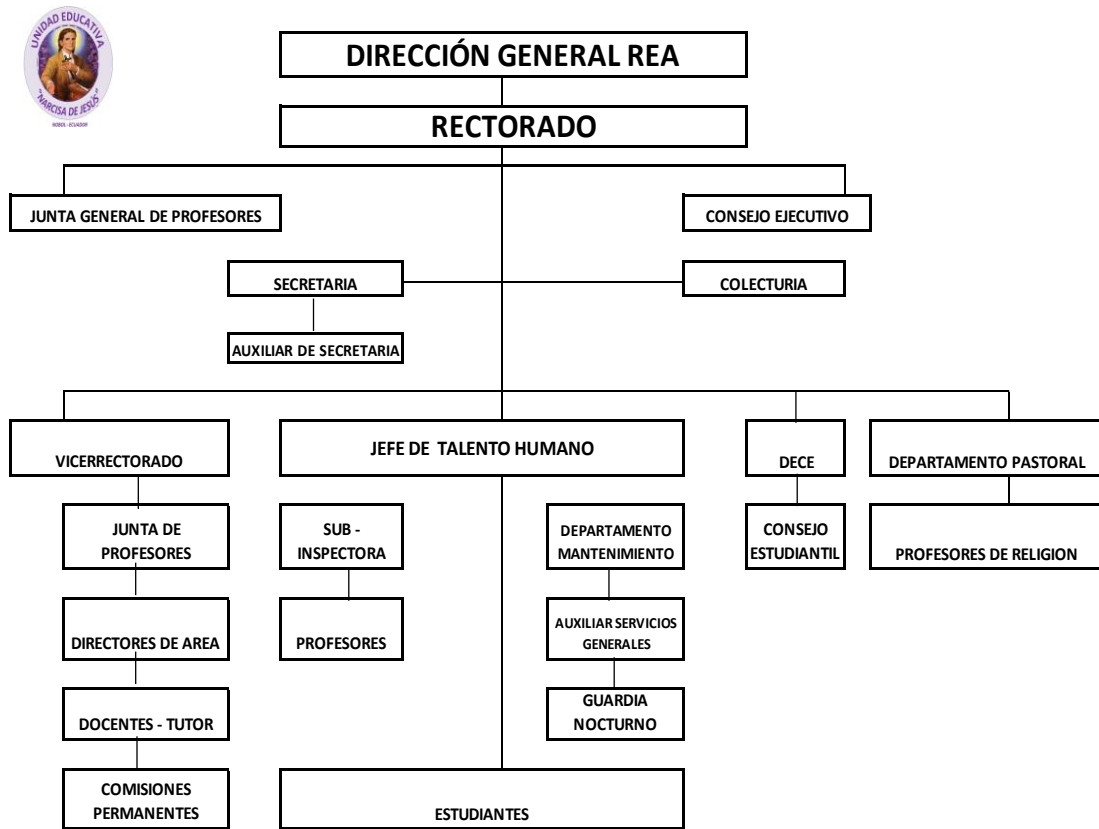 UNIDAD EDUCATIVA
"NARCISA DE JESÚS"
NOBOL - ECUADOR
DIRECCIÓN GENERAL REA
RECTORADO
JUNTA GENERAL DE PROFESORES
CONSEJO EJECUTIVO
SECRETARIA
COLECTURIA
AUXILIAR DE SECRETARIA
VICERRECTORADO
JEFE DE TALENTO HUMANO
DECE
DEPARTAMENTO PASTORAL
JUNTA DE
PROFESORES
SUB -
INSPECTORA
DEPARTAMENTO
MANTENIMIENTO
CONSEJO
ESTUDIANTIL
PROFESORES DE RELIGION
DIRECTORES DE AREA
PROFESORES
AUXILIAR SERVICIOS
GENERALES
DOCENTES - TUTOR
GUARDIA
NOCTURNO
COMISIONES
PERMANENTES
ESTUDIANTES